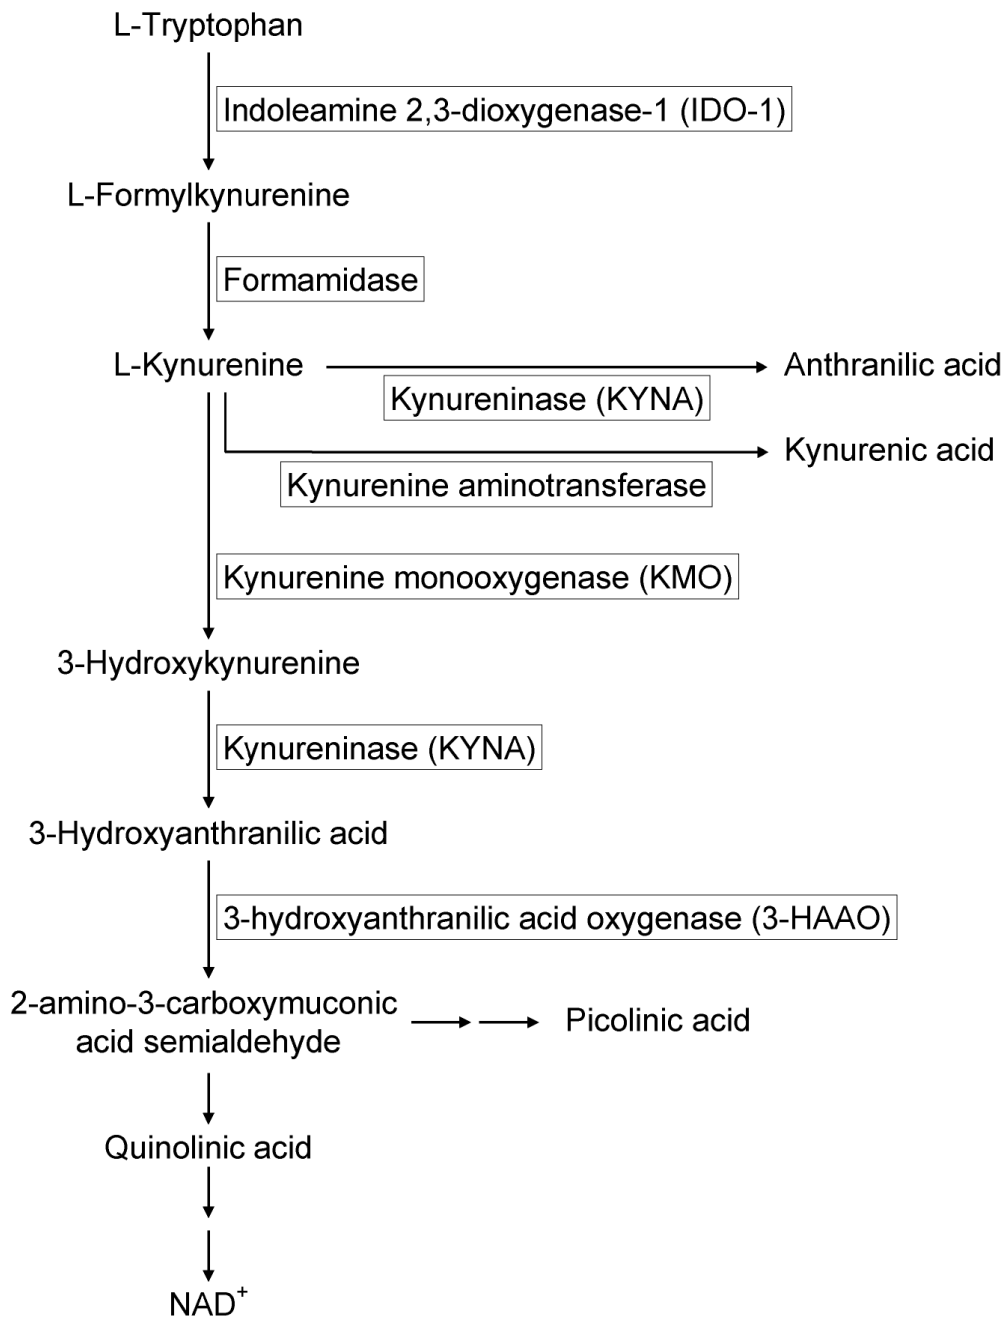 L-Tryptophan
Indoleamine 2,3-dioxygenase-1 (IDO-1)
L-Formylkynurenine
Formamidase
L-Kynurenine
Anthranilic acid
Kynureninase (KYNA)
Kynurenic acid
Kynurenine aminotransferase
Kynurenine monooxygenase (KMO)
3-Hydroxykynurenine
Kynureninase (KYNA)
3-Hydroxyanthranilic acid
3-hydroxyanthranilic acid oxygenase (3-HAAO)
2-amino-3-carboxymuconic
acid semialdehyde
Picolinic acid
Quinolinic acid
NAD⁺